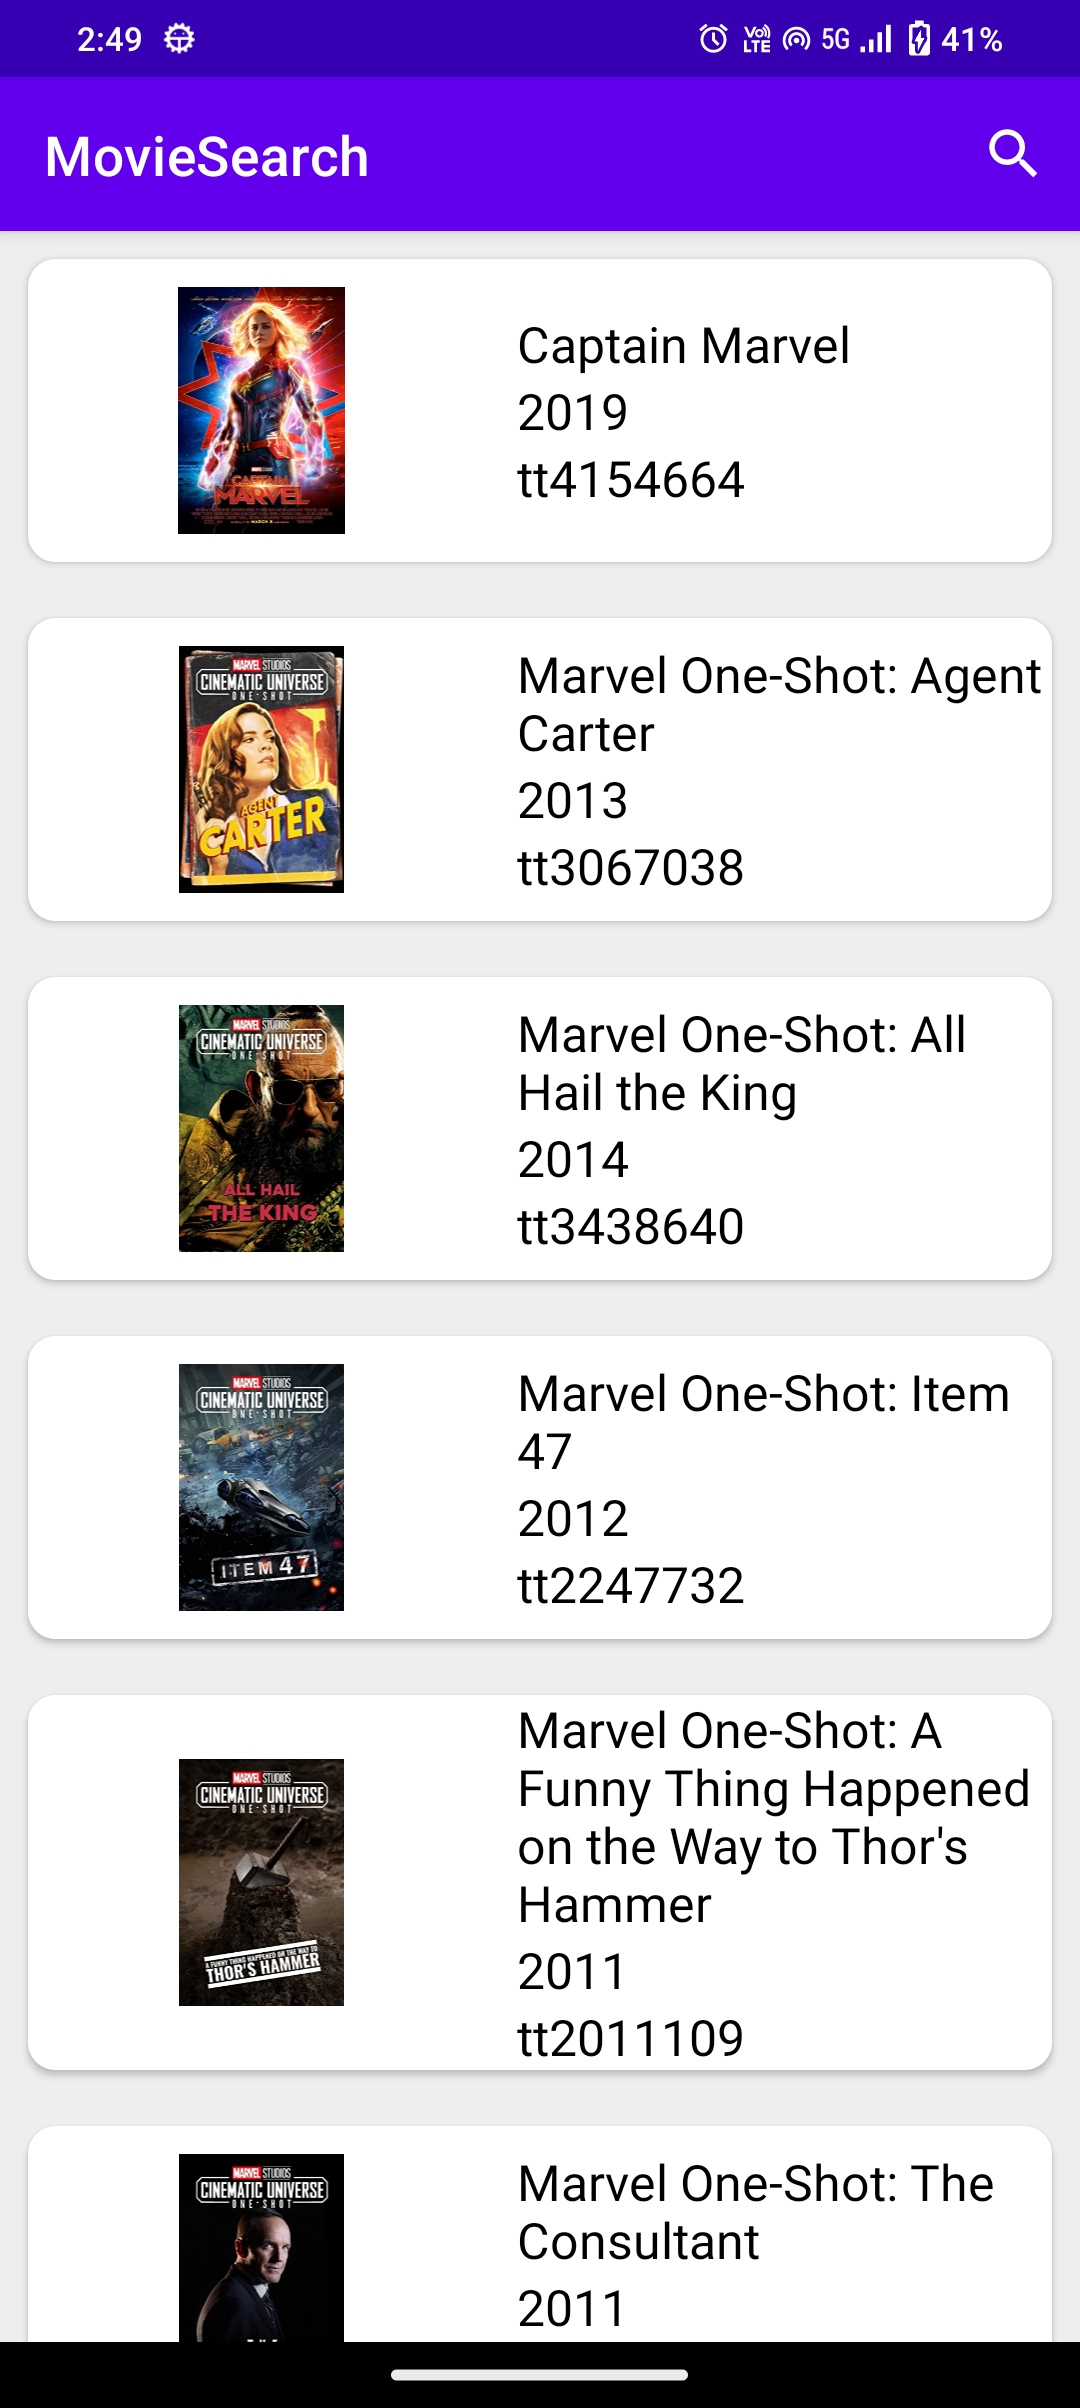 2:49 5G 41%
VoLTE
MovieSearch
CAPTAIN
MARVEL
Captain Marvel
2019
tt4154664
MARVEL STUDIOS
CINEMATIC UNIVERSE
ONE-SHOT
AGENT
CARTER
Marvel One-Shot: Agent
Carter
2013
tt3067038
MARVEL STUDIOS
CINEMATIC UNIVERSE
ONE-SHOT
ALL HAIL
THE KING
Marvel One-Shot: All
Hail the King
2014
tt3438640
MARVEL STUDIOS
CINEMATIC UNIVERSE
ONE-SHOT
ITEM 47
Marvel One-Shot: Item
47
2012
tt2247732
MARVEL STUDIOS
CINEMATIC UNIVERSE
ONE-SHOT
A FUNNY THING HAPPENED ON THE WAY TO
THOR'S HAMMER
Marvel One-Shot: A
Funny Thing Happened
on the Way to Thor's
Hammer
2011
tt2011109
MARVEL STUDIOS
CINEMATIC UNIVERSE
ONE-SHOT
Marvel One-Shot: The
Consultant
2011